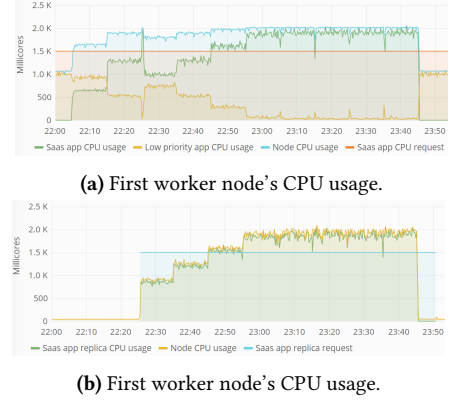 2.5 K
2.0 K
1.5 K
1.0 K
500
0
Millicores
22:00 22:10 22:20 22:30 22:40 22:50 23:00 23:10 23:20 23:30 23:40 23:50
Saas app CPU usage Low priority app CPU usage Node CPU usage Saas app CPU request
(a) First worker node's CPU usage.
2.5 K
2.0 K
1.5 K
1.0 K
500
0
Millicores
22:00 22:10 22:20 22:30 22:40 22:50 23:00 23:10 23:20 23:30 23:40 23:50
Saas app replica CPU usage Node CPU usage Saas app replica request
(b) First worker node's CPU usage.